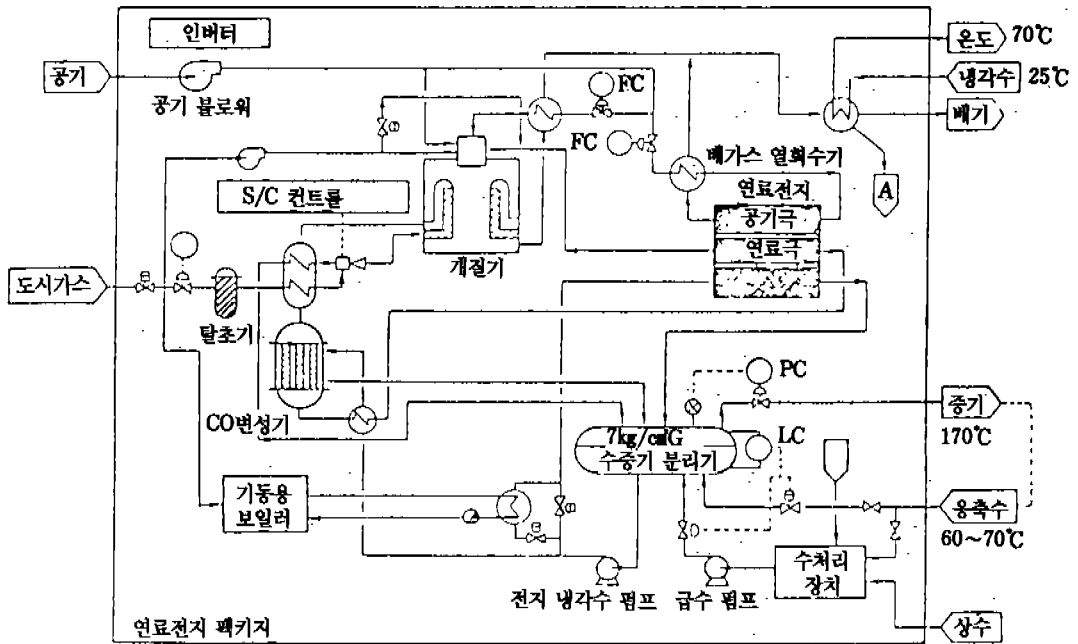 인버터
공기
공기 블로워
FC
FC
온도 70℃
냉각수 25℃
배기
배가스 열회수기
A
S/C 컨트롤
연료전지
공기극
연료극
개질기
도시가스
탈초기
CO변성기
PC
7kg/cm²G
수증기 분리기
LC
증기
170℃
기동용
보일러
응축수
60~70℃
수처리
장치
전지 냉각수 펌프
급수 펌프
상수
연료전지 팩키지